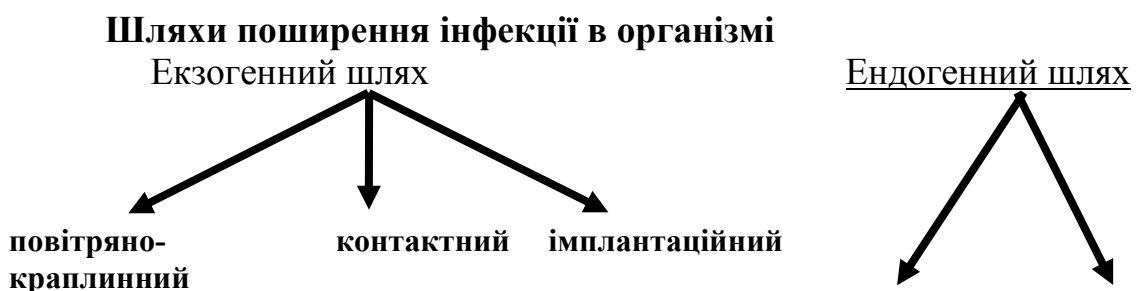 Шляхи поширення інфекції в організмі
Екзогенний шлях
Ендогенний шлях
повітряно-
краплинний
контактний
імплантаційний